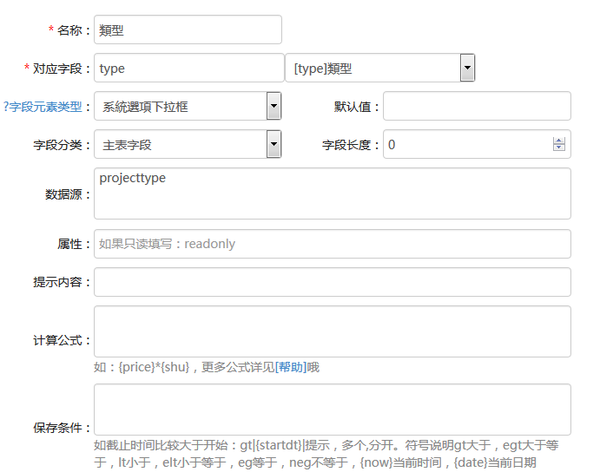 * 名称： 類型
* 对应字段： type [type]類型
?字段元素类型： 系統選項下拉框 默认值：
字段分类： 主表字段 字段长度： 0
数据源： projecttype
属性： 如果只读填写：readonly
提示内容：
计算公式：
如：{price}*{shu}，更多公式详见[帮助]哦
保存条件：
如截止时间比较大于开始：gt|{startdt}|提示，多个,分开。符号说明gt大于，egt大于等
于，lt小于，elt小于等于，eg等于，neg不等于，{now}当前时间，{date}当前日期